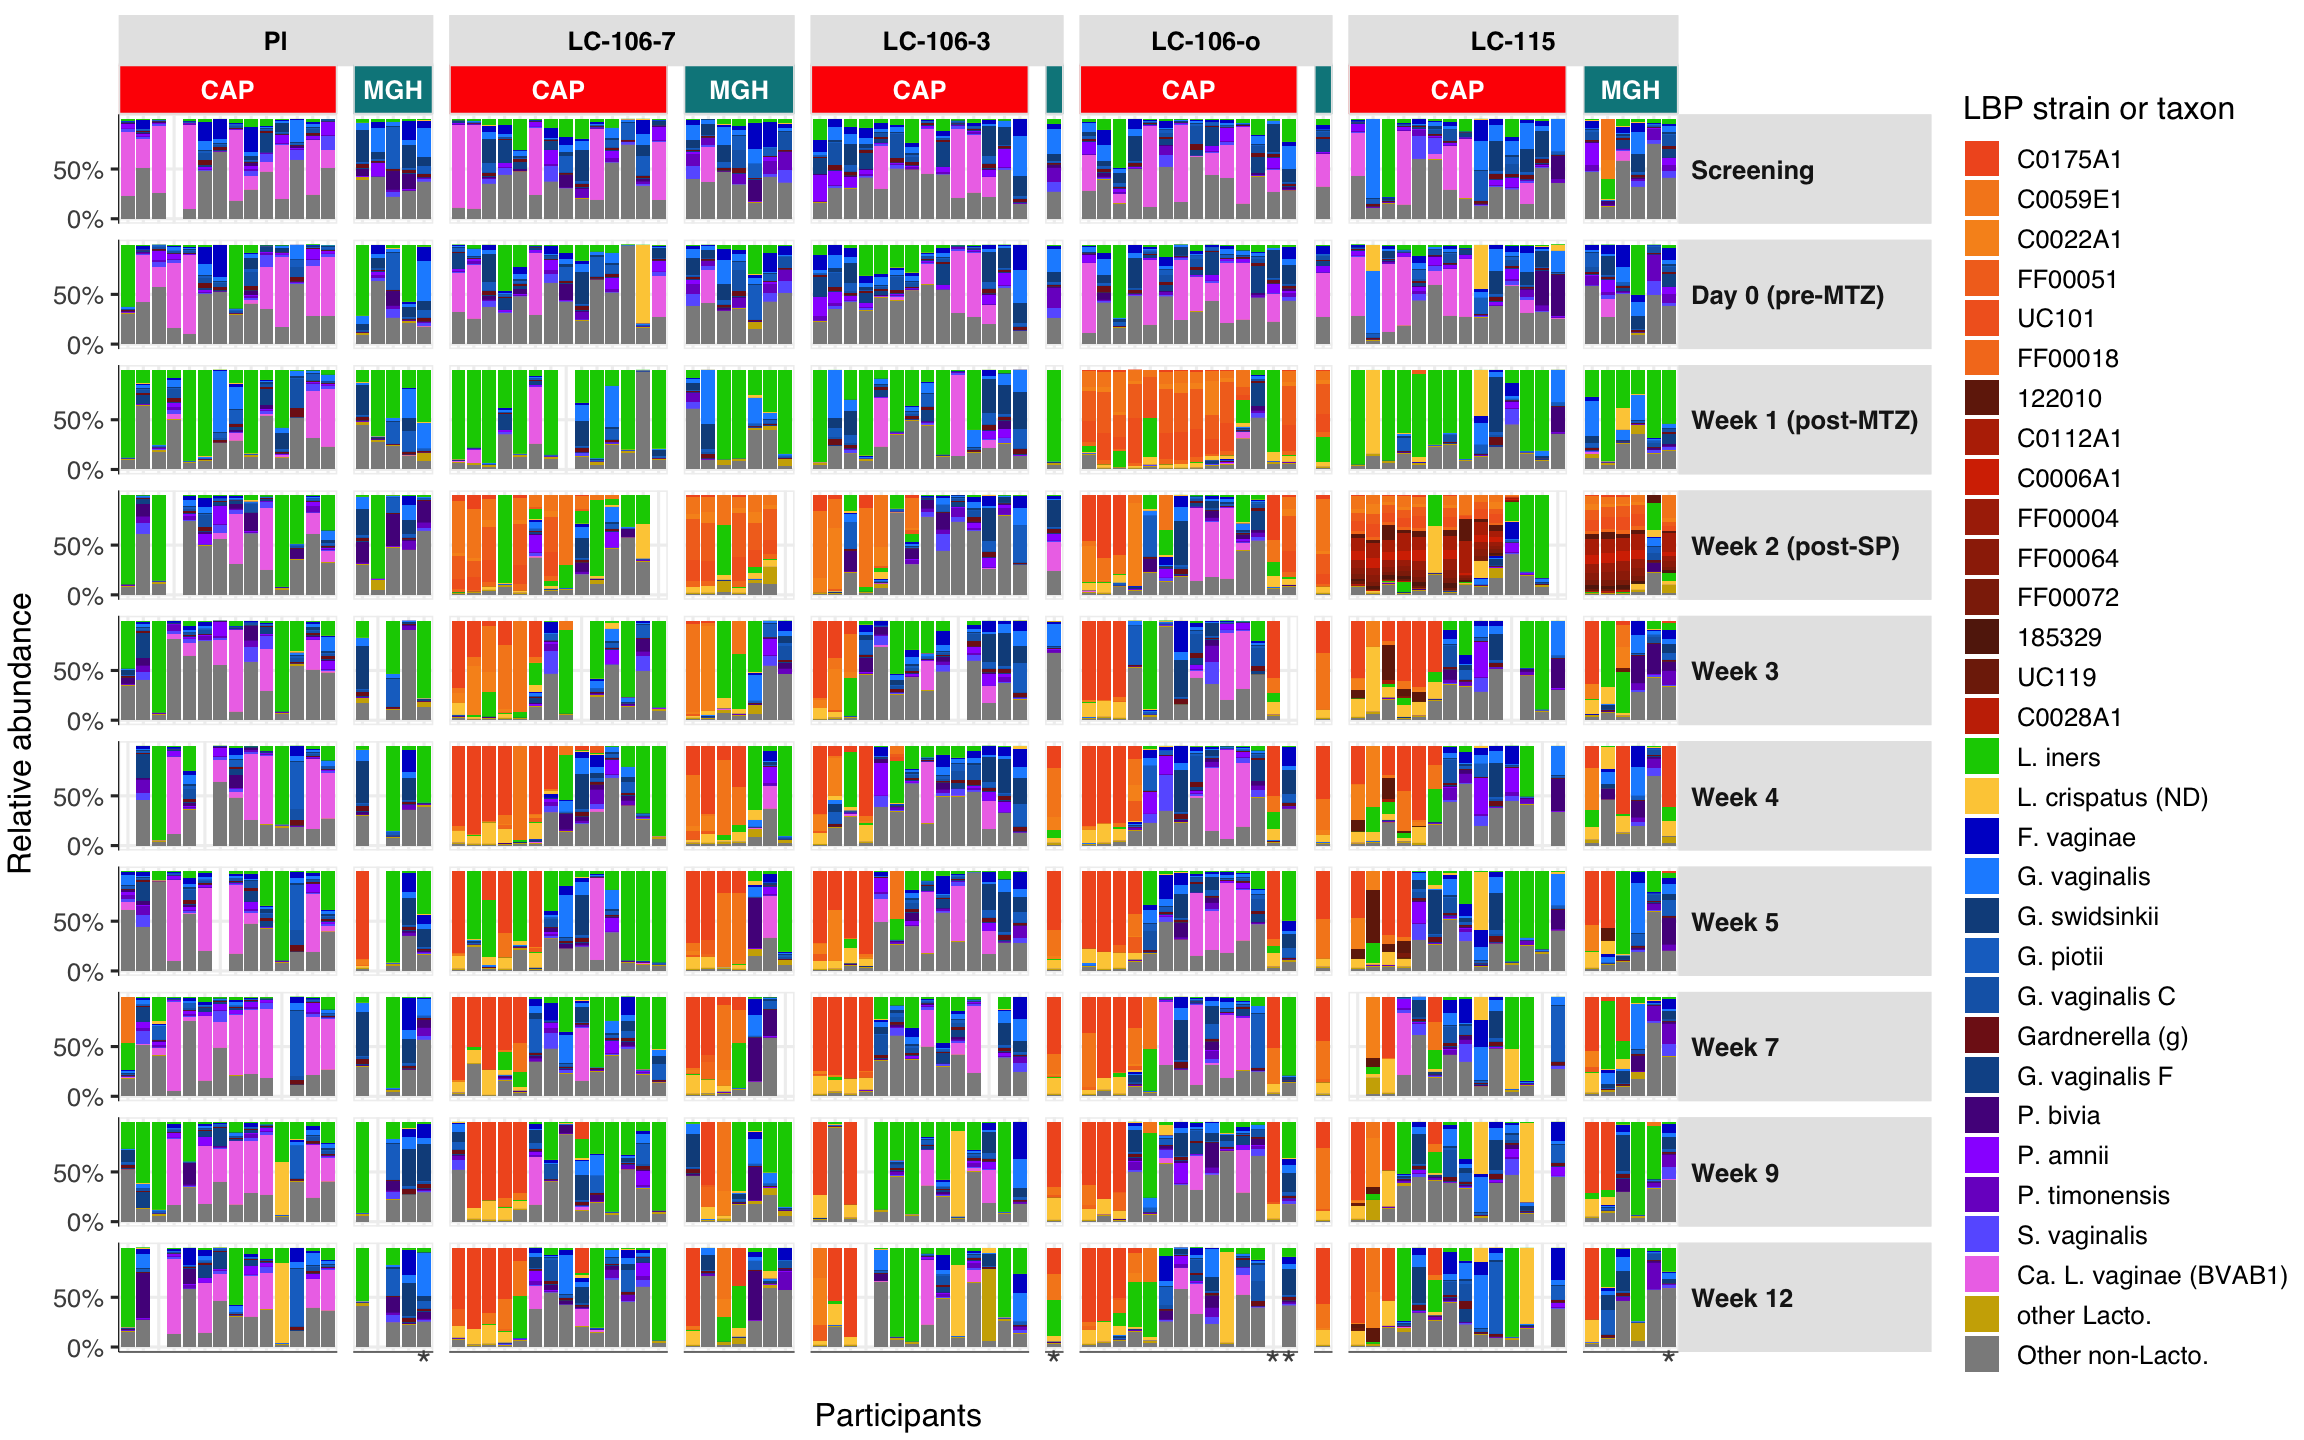 PI LC-106-7 LC-106-3 LC-106-o LC-115
CAP MGH CAP MGH CAP CAP CAP MGH
50%
0%
Screening
50%
0%
Day 0 (pre-MTZ)
50%
0%
Week 1 (post-MTZ)
50%
0%
Week 2 (post-SP)
50%
0%
Week 3
50%
0%
Week 4
50%
0%
Week 5
50%
0%
Week 7
50%
0%
Week 9
50%
0%
Week 12
* * ** *
Relative abundance
Participants
LBP strain or taxon
C0175A1
C0059E1
C0022A1
FF00051
UC101
FF00018
122010
C0112A1
C0006A1
FF00004
FF00064
FF00072
185329
UC119
C0028A1
L. iners
L. crispatus (ND)
F. vaginae
G. vaginalis
G. swidsinkii
G. piotii
G. vaginalis C
Gardnerella (g)
G. vaginalis F
P. bivia
P. amnii
P. timonensis
S. vaginalis
Ca. L. vaginae (BVAB1)
other Lacto.
Other non-Lacto.